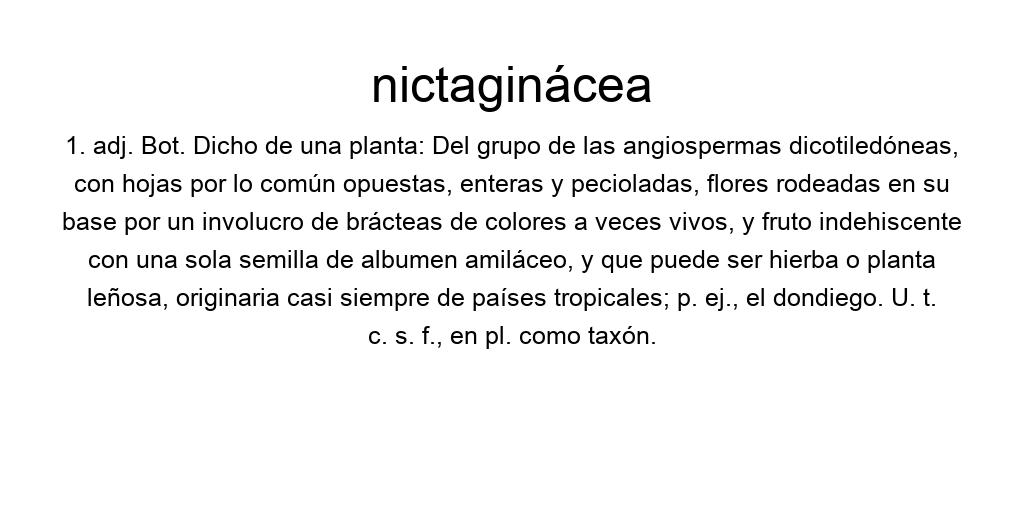 nictaginácea
1. adj. Bot. Dicho de una planta: Del grupo de las angiospermas dicotiledóneas,
con hojas por lo común opuestas, enteras y pecioladas, flores rodeadas en su
base por un involucro de brácteas de colores a veces vivos, y fruto indehiscente
con una sola semilla de albumen amiláceo, y que puede ser hierba o planta
leñosa, originaria casi siempre de países tropicales; p. ej., el dondiego. U. t.
c. s. f., en pl. como taxón.